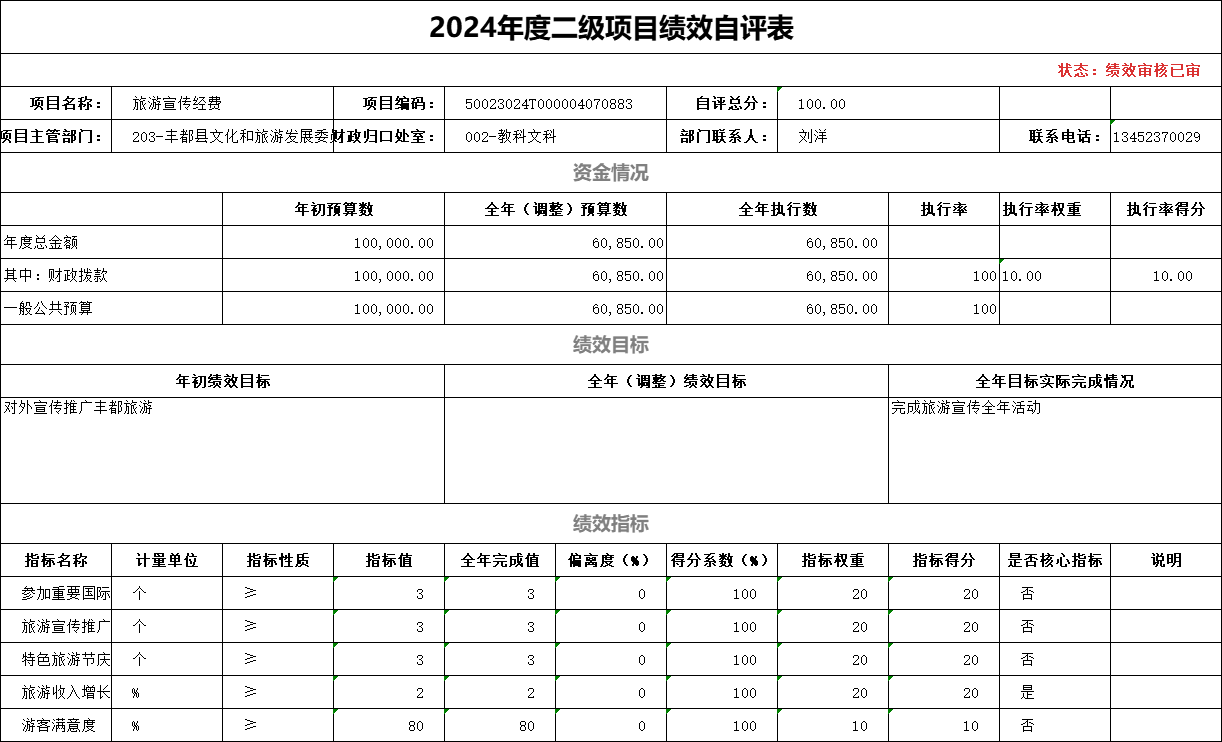 2024年度二级项目绩效自评表
状态：绩效审核已审
项目名称： 旅游宣传经费 项目编码： 50023024T000004070883 自评总分： 100.00
项目主管部门： 203-丰都县文化和旅游发展委 财政归口处室： 002-教科文科 部门联系人： 刘洋 联系电话： 13452370029
资金情况
年初预算数 全年（调整）预算数 全年执行数 执行率 执行率权重 执行率得分
年度总金额 100,000.00 60,850.00 60,850.00
其中：财政拨款 100,000.00 60,850.00 60,850.00 100 10.00 10.00
一般公共预算 100,000.00 60,850.00 60,850.00 100
绩效目标
年初绩效目标 全年（调整）绩效目标 全年目标实际完成情况
对外宣传推广丰都旅游 完成旅游宣传全年活动
绩效指标
指标名称 计量单位 指标性质 指标值 全年完成值 偏离度（%） 得分系数（%） 指标权重 指标得分 是否核心指标 说明
参加重要国际 个 ≥ 3 3 0 100 20 20 否
旅游宣传推广 个 ≥ 3 3 0 100 20 20 否
特色旅游节庆 个 ≥ 3 3 0 100 20 20 否
旅游收入增长 % ≥ 2 2 0 100 20 20 是
游客满意度 % ≥ 80 80 0 100 10 10 否